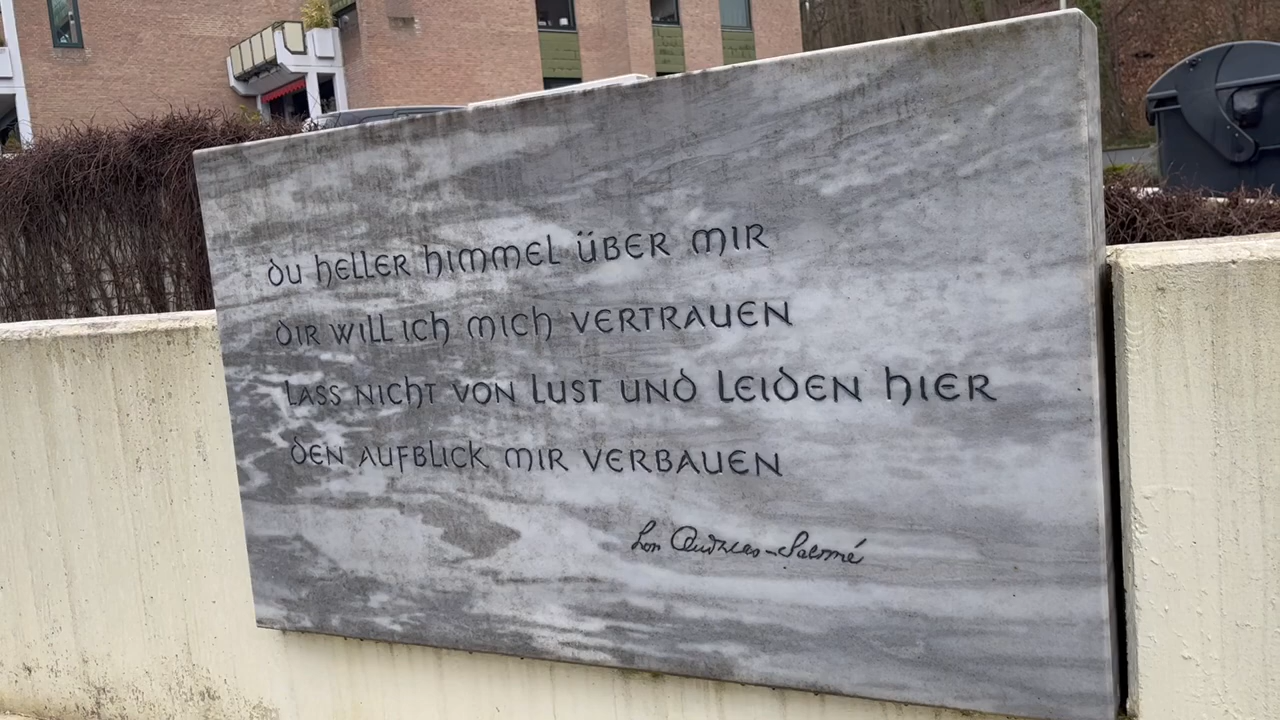 du heller himmel über mir
dir will ich mich vertrauen
lass nicht von lust und leiden hier
den aufblick mir verbauen
Lou Andreas-Salomé